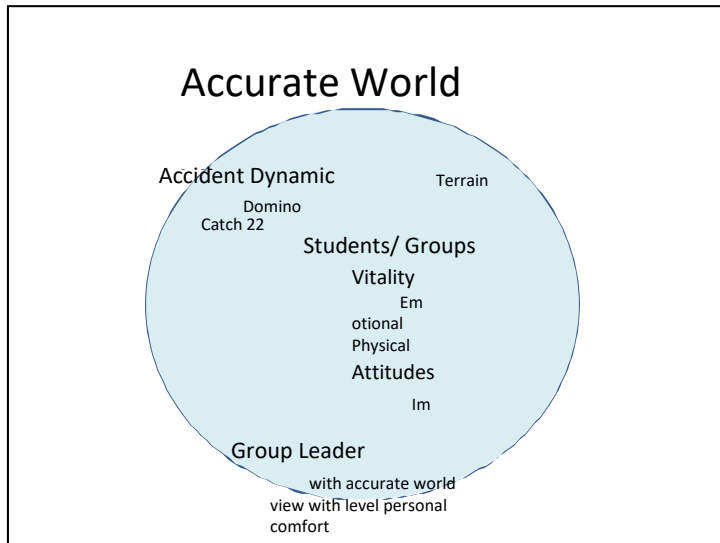 Accurate World
Accident Dynamic
Terrain
Domino
Catch 22
Students/ Groups
Vitality
Em
otional
Physical
Attitudes
Im
Group Leader
with accurate world
view with level personal
comfort